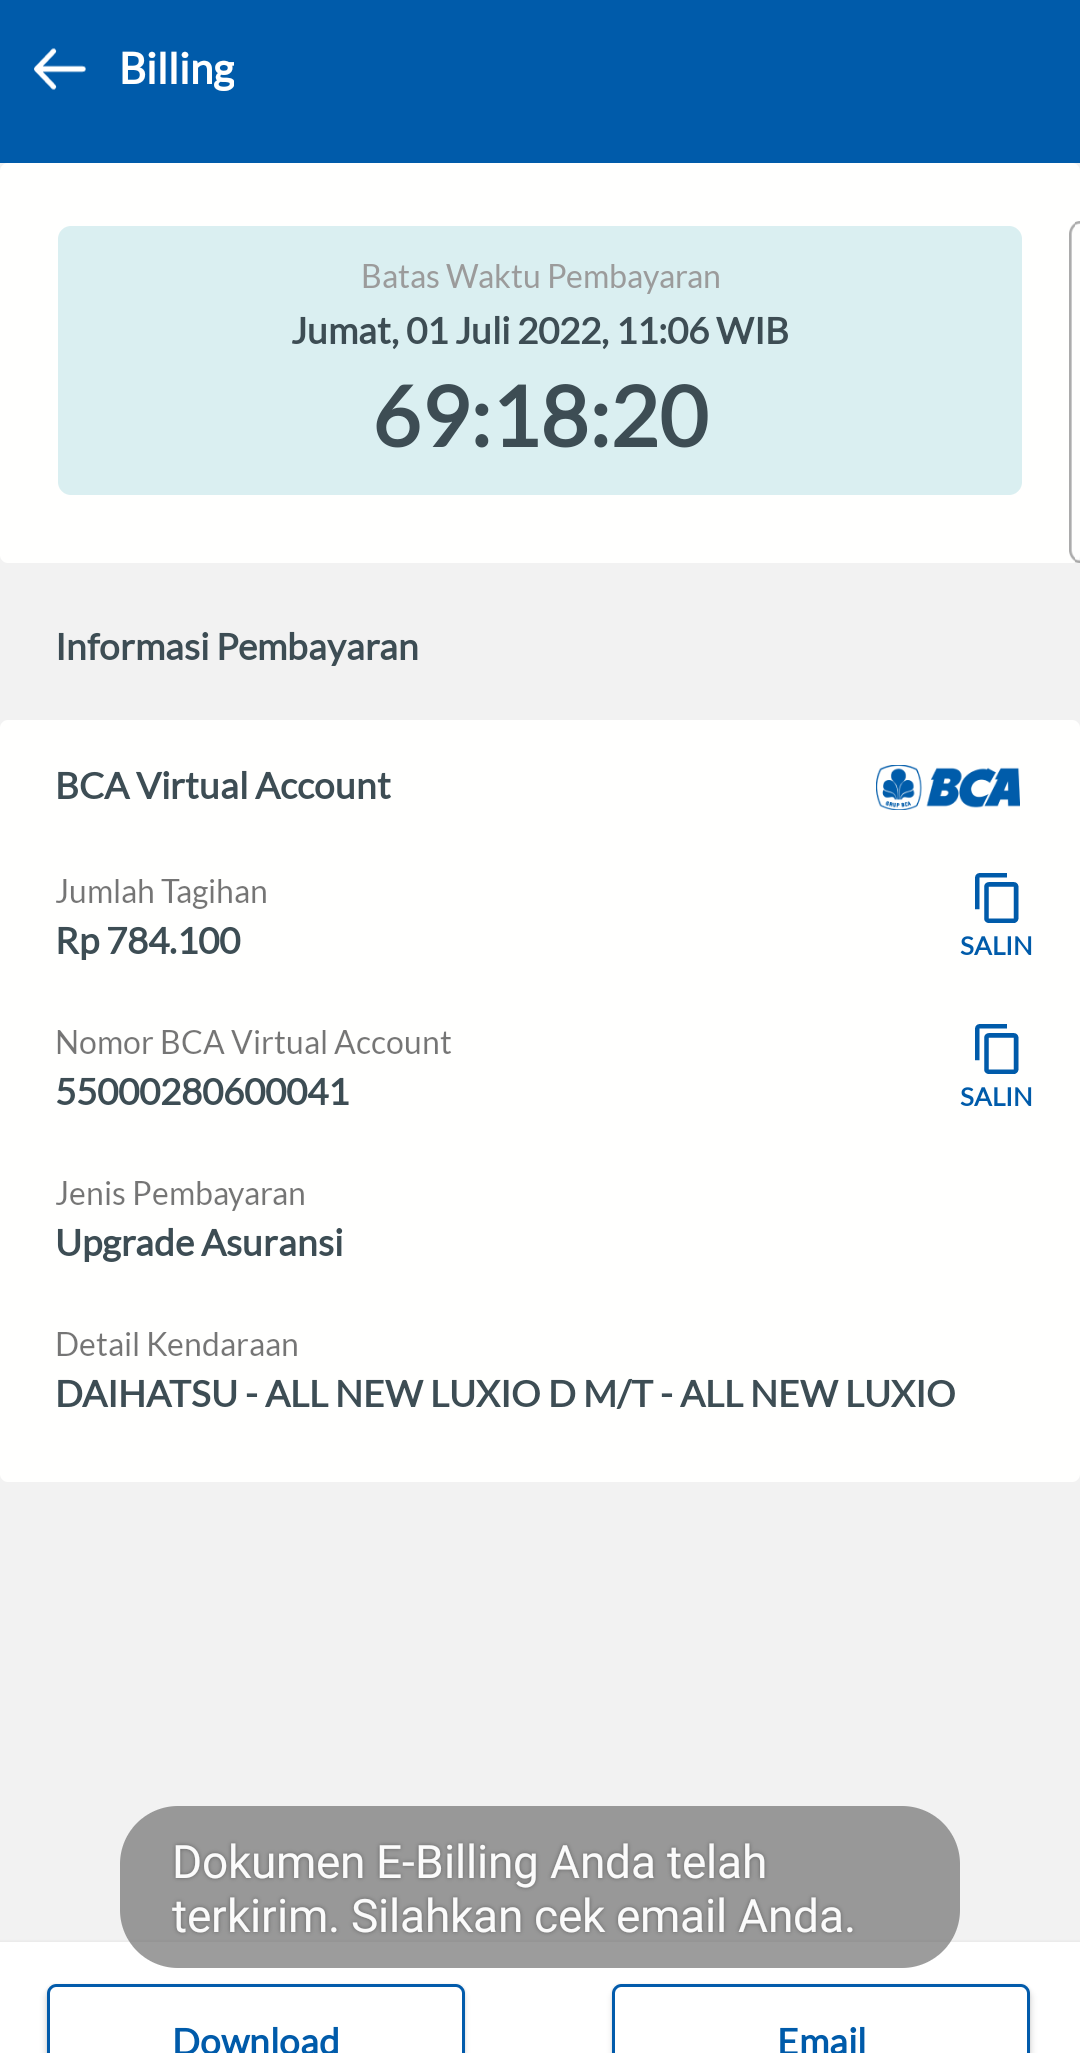 Billing
Batas Waktu Pembayaran
Jumat, 01 Juli 2022, 11:06 WIB
69:18:20
Informasi Pembayaran
BCA Virtual Account
GRUP BCA
BCA
Jumlah Tagihan
Rp 784.100
SALIN
Nomor BCA Virtual Account
55000280600041
SALIN
Jenis Pembayaran
Upgrade Asuransi
Detail Kendaraan
DAIHATSU - ALL NEW LUXIO D M/T - ALL NEW LUXIO
Dokumen E-Billing Anda telah
terkirim. Silahkan cek email Anda.
Download
Email